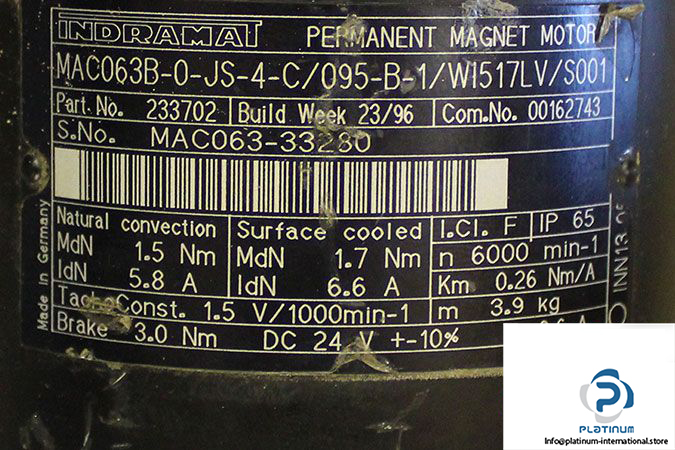 INDRAMAT PERMANENT MAGNET MOTOR
MAC063B-0-JS-4-C/095-B-1/WI517LV/S001
Part.No. 233702 Build Week 23/96 Com.No. 00162743
S.No. MAC063-33280
Made in Germany
Natural convection Surface cooled I.Cl. F IP 65
MdN 1.5 Nm MdN 1.7 Nm n 6000 min-1
IdN 5.8 A IdN 6.6 A Km 0.26 Nm/A
TachoConst. 1.5 V/1000min-1 m 3.9 kg
Brake 3.0 Nm DC 24 V +-10%
PLATINUM
Info@platinum-international.store